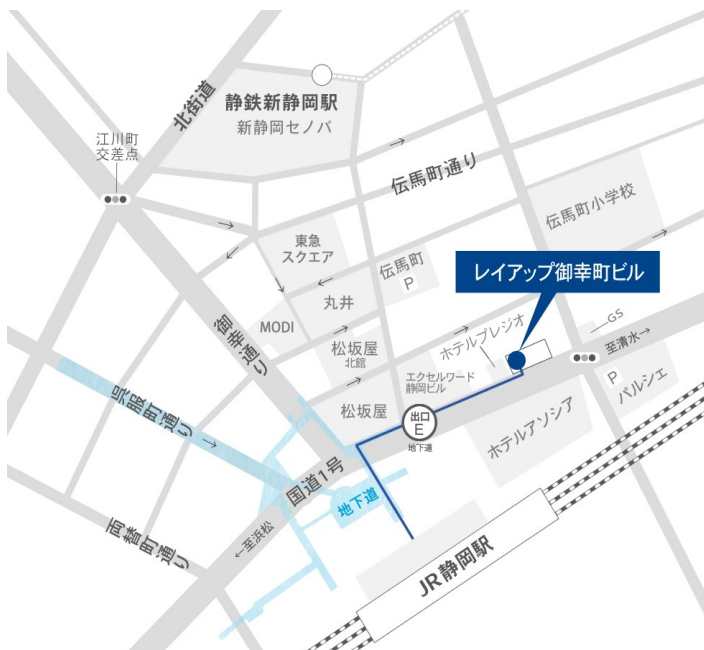 北街道
静鉄新静岡駅
新静岡セノバ
江川町
交差点
→
伝馬町通り
伝馬町小学校
→
東急
スクエア
伝馬町
P
レイアップ御幸町ビル
丸井
MODI
御幸通り
松坂屋
北館
ホテルプレジオ
GS
至清水→
エクセルワード
静岡ビル
P
パルシェ
松坂屋
出口
E
地下道
ホテルアソシア
呉服町通り
→
国道1号
地下道
←至浜松
両替町通り
JR静岡駅